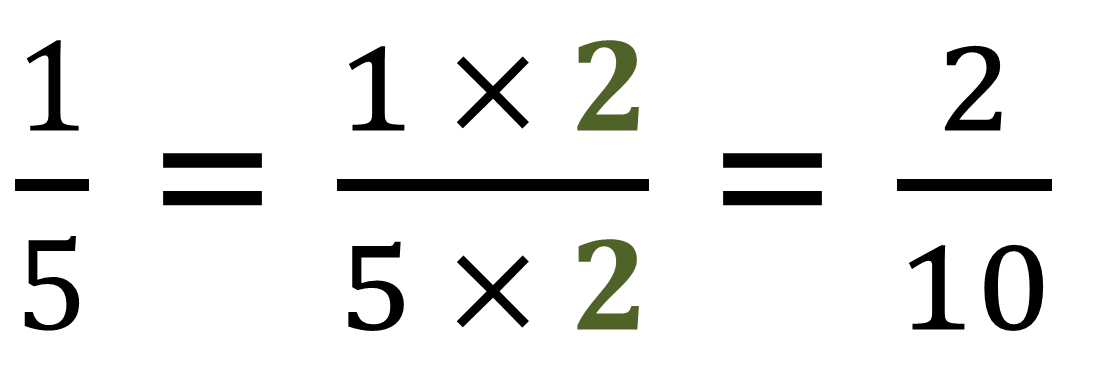 1/5 = (1 × 2)/(5 × 2) = 2/10